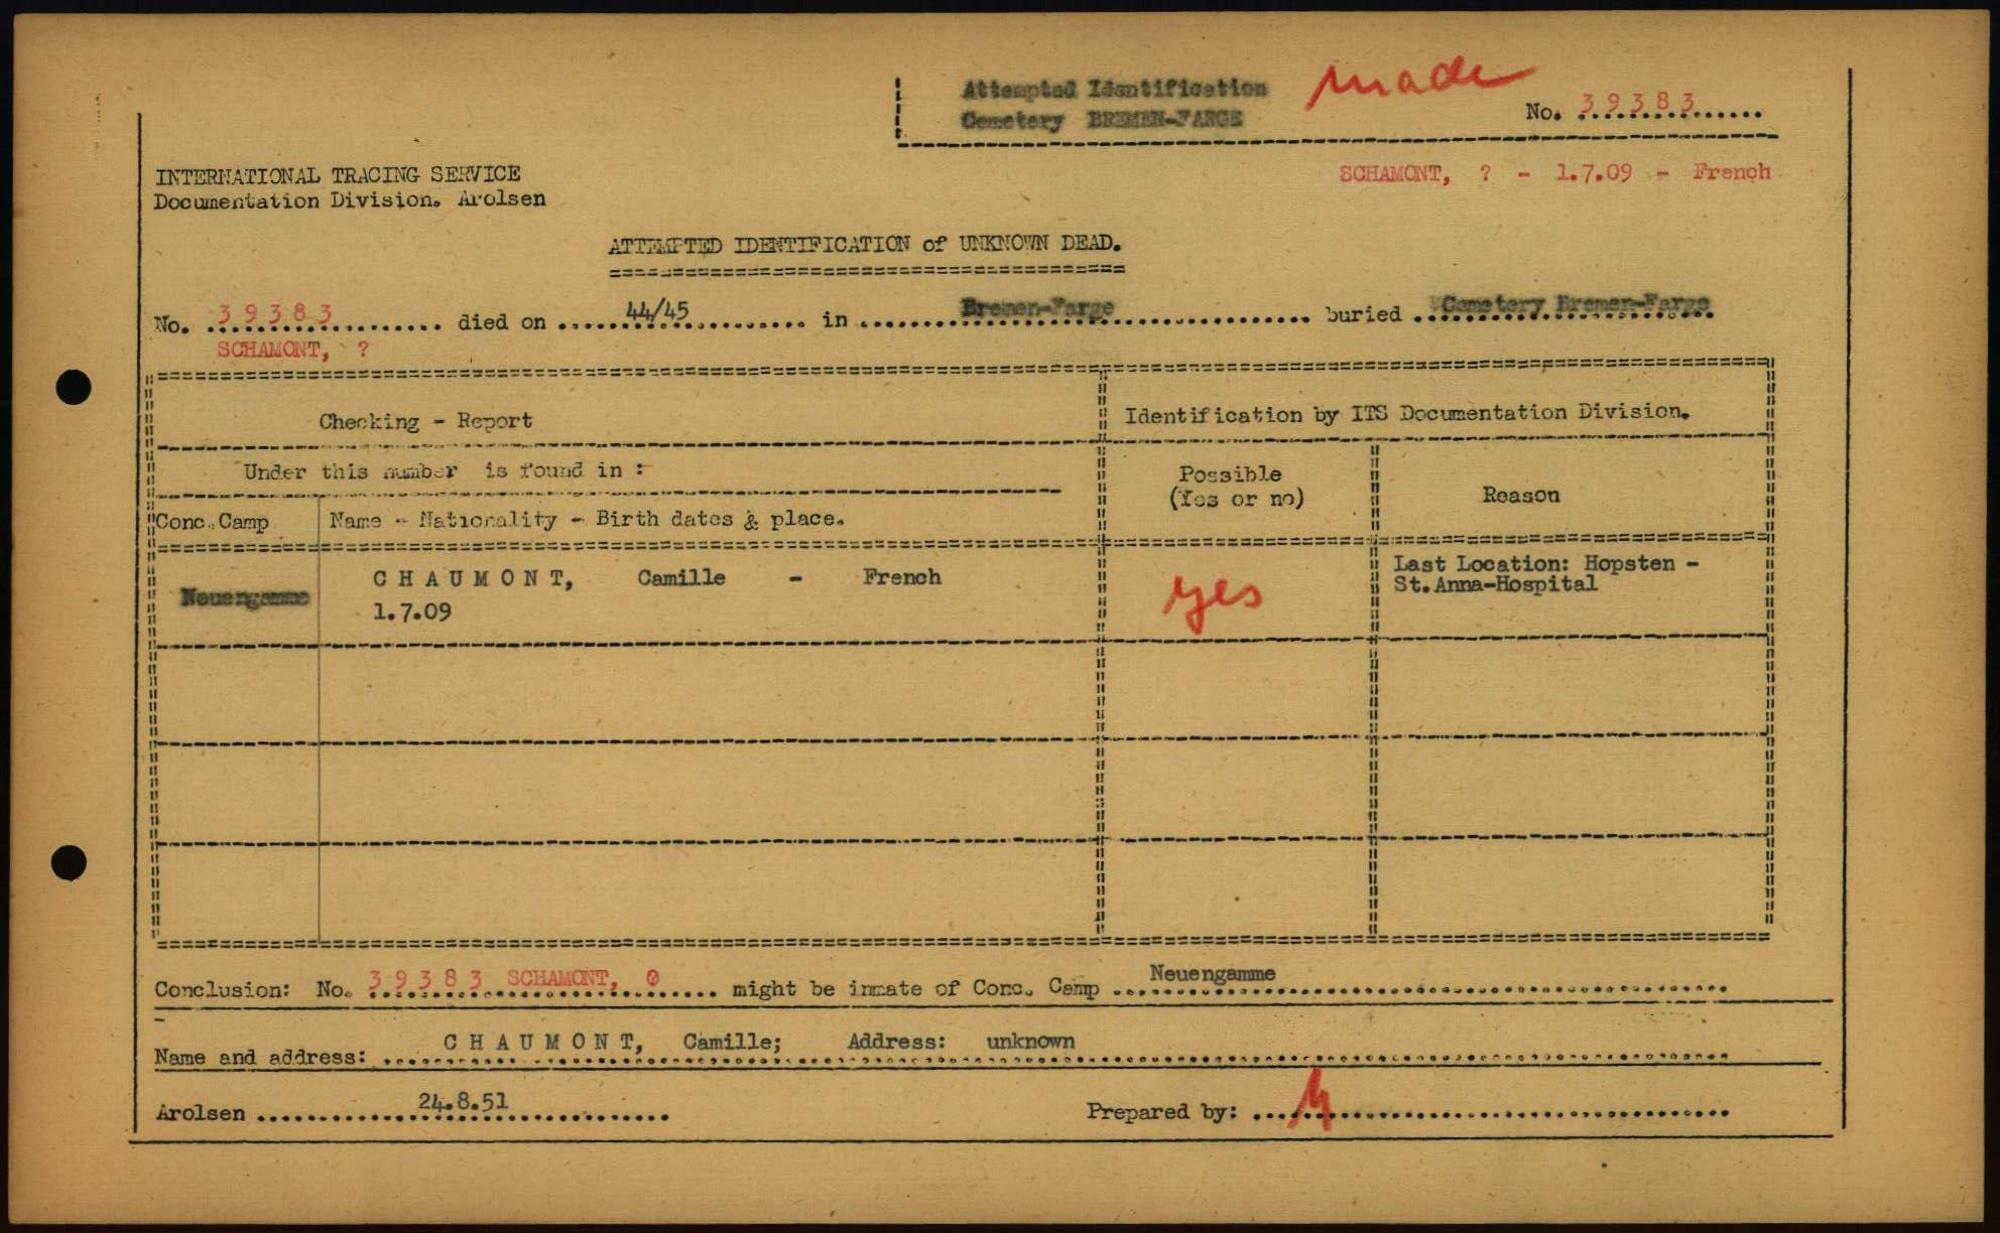 Attempted Identification made
Cemetery BREMEN-FARGE
No. 39383
INTERNATIONAL TRACING SERVICE
SCHAMONT, ? - 1.7.09 - French
Documentation Division. Arolsen
ATTEMPTED IDENTIFICATION of UNKNOWN DEAD.
No. 39383 died on 44/45 in Bremen-Farge buried Cemetery Bremen-Farge
SCHAMONT, ?
Checking - Report
Identification by ITS Documentation Division.
Under this number is found in :
Possible
(Yes or no)
Reason
Conc. Camp
Name - Nationality - Birth dates & place.
Neuengamme
C H A U M O N T, Camille - French
1.7.09
yes
Last Location: Hopsten -
St.Anna-Hospital
Conclusion: No. 39383 SCHAMONT, ? might be inmate of Conc. Camp Neuengamme
Name and address: C H A U M O N T, Camille; Address: unknown
Arolsen 24.8.51
Prepared by: